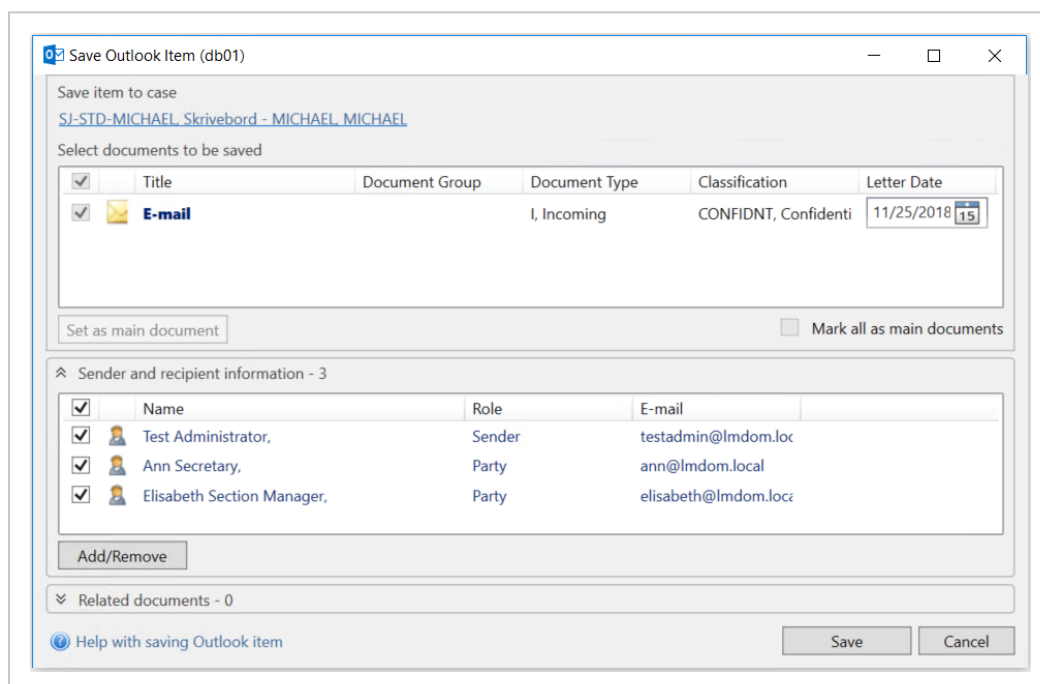 Save Outlook Item (db01)
Save item to case
SJ-STD-MICHAEL, Skrivebord - MICHAEL, MICHAEL
Select documents to be saved
Title Document Group Document Type Classification Letter Date
E-mail I, Incoming CONFIDNT, Confidenti 11/25/2018 15
Set as main document Mark all as main documents
Sender and recipient information - 3
Name Role E-mail
Test Administrator, Sender testadmin@lmdom.loc
Ann Secretary, Party ann@lmdom.local
Elisabeth Section Manager, Party elisabeth@lmdom.loca
Add/Remove
Related documents - 0
Help with saving Outlook item Save Cancel